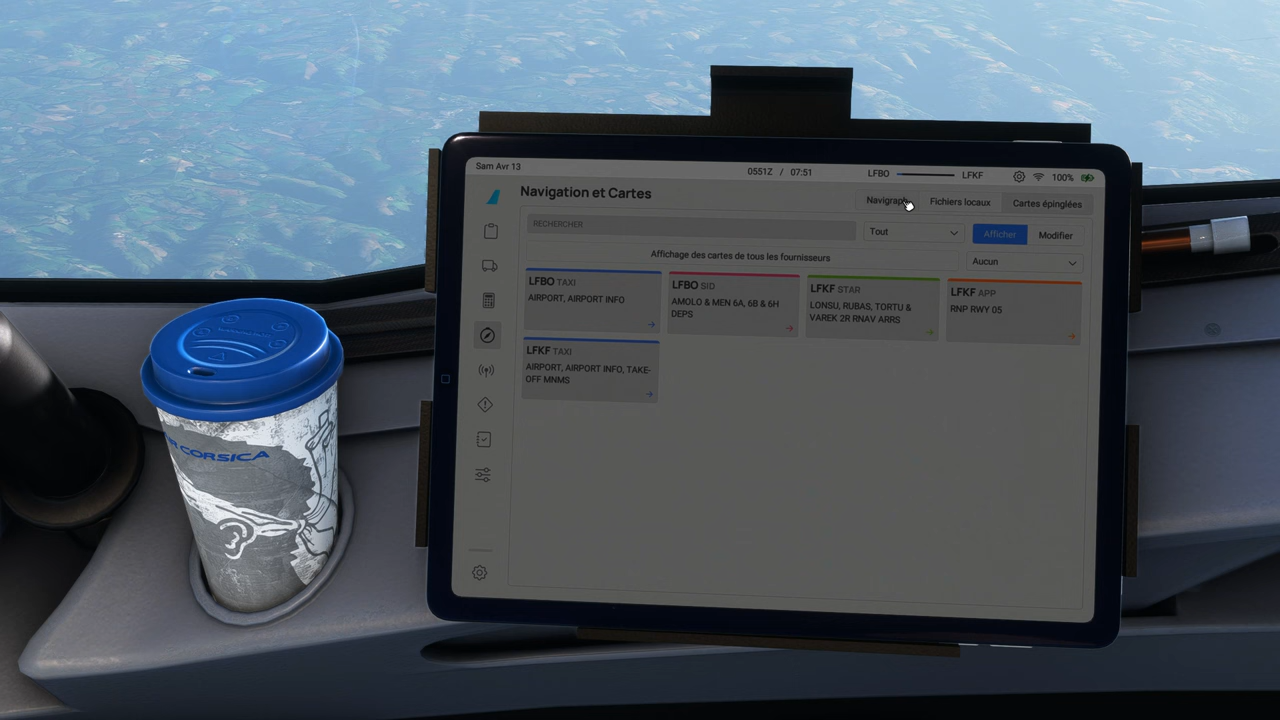 Sam Avr 13
0551Z / 07:51
LFBO LFKF
100%
Navigation et Cartes
Fichiers locaux
Cartes épinglées
RECHERCHER
Tout
Afficher
Modifier
Affichage des cartes de tous les fournisseurs
Aucun
LFBO TAXI
AIRPORT, AIRPORT INFO
LFBO SID
AMOLO & MEN 6A, 6B & 6H
DEPS
LFKF STAR
LONSU, RUBAS, TORTU &
VAREK 2R RNAV ARRS
LFKF APP
RNP RWY 05
LFKF TAXI
AIRPORT, AIRPORT INFO, TAKE-
OFF MNMS
CORSICA